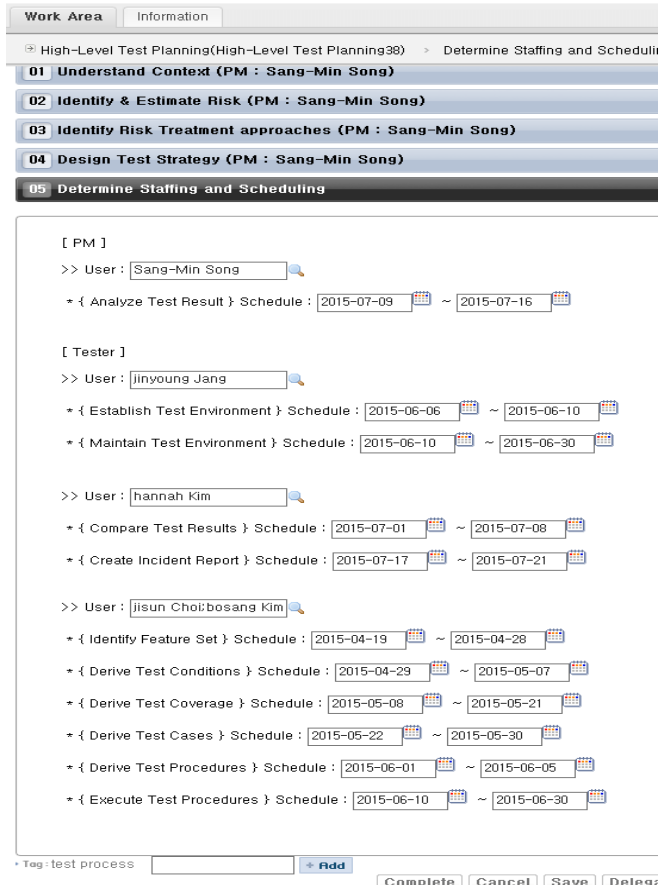 Work Area Information
High-Level Test Planning(High-Level Test Planning38) > Determine Staffing and
01 Understand Context (PM : Sang-Min Song)
02 Identify & Estimate Risk (PM : Sang-Min Song)
03 Identify Risk Treatment approaches (PM : Sang-Min Song)
04 Design Test Strategy (PM : Sang-Min Song)
05 Determine Staffing and Scheduling
[ PM ]
>> User : Sang-Min Song
* { Analyze Test Result } Schedule : 2015-07-09 ~ 2015-07-16
[ Tester ]
>> User : jinyoung Jang
* { Establish Test Environment } Schedule : 2015-06-06 ~ 2015-06-10
* { Maintain Test Environment } Schedule : 2015-06-10 ~ 2015-06-30
>> User : hannah Kim
* { Compare Test Results } Schedule : 2015-07-01 ~ 2015-07-08
* { Create Incident Report } Schedule : 2015-07-17 ~ 2015-07-21
>> User : jisun Choi;bosang Kim
* { Identify Feature Set } Schedule : 2015-04-19 ~ 2015-04-28
* { Derive Test Conditions } Schedule : 2015-04-29 ~ 2015-05-07
* { Derive Test Coverage } Schedule : 2015-05-08 ~ 2015-05-21
* { Derive Test Cases } Schedule : 2015-05-22 ~ 2015-05-30
* { Derive Test Procedures } Schedule : 2015-06-01 ~ 2015-06-05
* { Execute Test Procedures } Schedule : 2015-06-10 ~ 2015-06-30
Tag : test process + Add
Complete Cancel Save